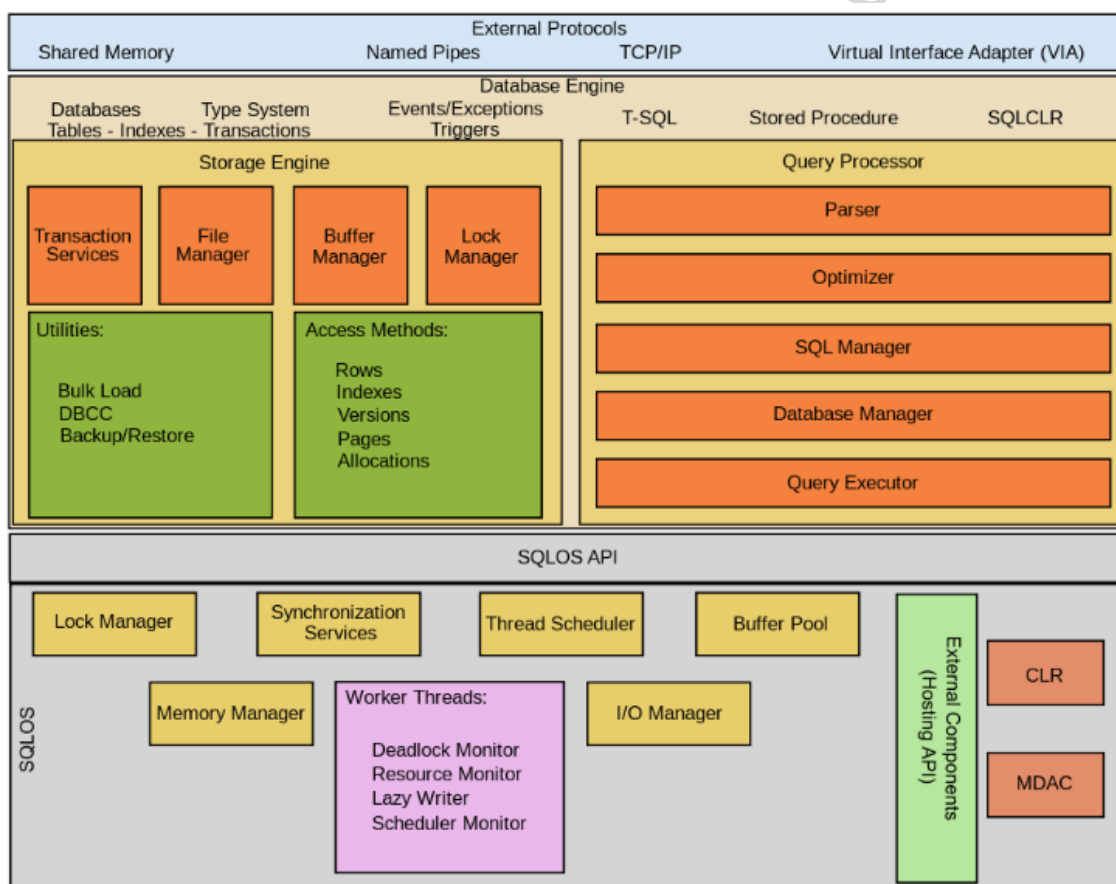 External Protocols
Shared Memory Named Pipes TCP/IP Virtual Interface Adapter (VIA)
Database Engine
Databases Type System Events/Exceptions T-SQL Stored Procedure SQLCLR
Tables - Indexes - Transactions Triggers
Storage Engine
Transaction
Services
File
Manager
Buffer
Manager
Lock
Manager
Utilities:
Bulk Load
DBCC
Backup/Restore
Access Methods:
Rows
Indexes
Versions
Pages
Allocations
Query Processor
Parser
Optimizer
SQL Manager
Database Manager
Query Executor
SQLOS API
SQLOS
Lock Manager
Synchronization
Services
Thread Scheduler
Buffer Pool
Memory Manager
Worker Threads:
Deadlock Monitor
Resource Monitor
Lazy Writer
Scheduler Monitor
I/O Manager
External Components
(Hosting API)
CLR
MDAC